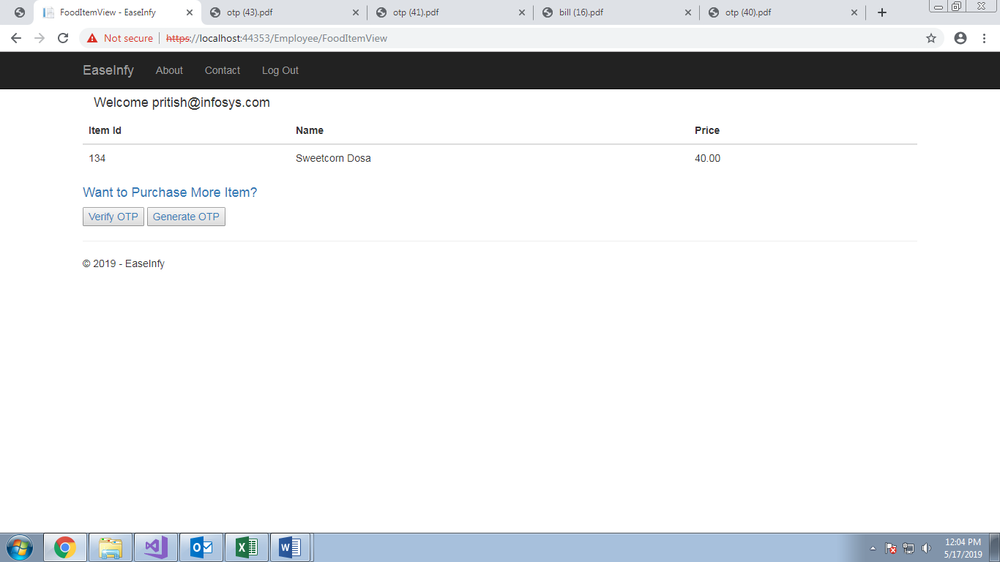 FoodItemView - EaseInfy
otp (43).pdf
otp (41).pdf
bill (16).pdf
otp (40).pdf
Not secure
https://localhost:44353/Employee/FoodItemView
EaseInfy About Contact Log Out
Welcome pritish@infosys.com
Item Id Name Price
134 Sweetcorn Dosa 40.00
Want to Purchase More Item?
Verify OTP Generate OTP
© 2019 - EaseInfy
12:04 PM
5/17/2019